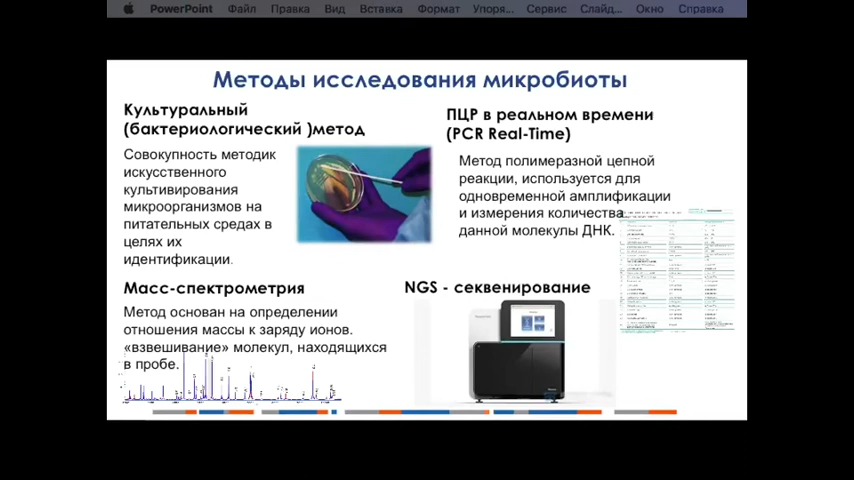 PowerPoint Файл Правка Вид Вставка Формат Упоря... Сервис Слайд... Окно Справка
Методы исследования микробиоты
Культуральный
(бактериологический )метод
Совокупность методик
искусственного
культивирования
микроорганизмов на
питательных средах в
целях их
идентификации.
ПЦР в реальном времени
(PCR Real-Time)
Метод полимеразной цепной
реакции, используется для
одновременной амплификации
и измерения количества
данной молекулы ДНК.
Масс-спектрометрия
Метод основан на определении
отношения массы к заряду ионов.
«взвешивание» молекул, находящихся
в пробе.
NGS - секвенирование